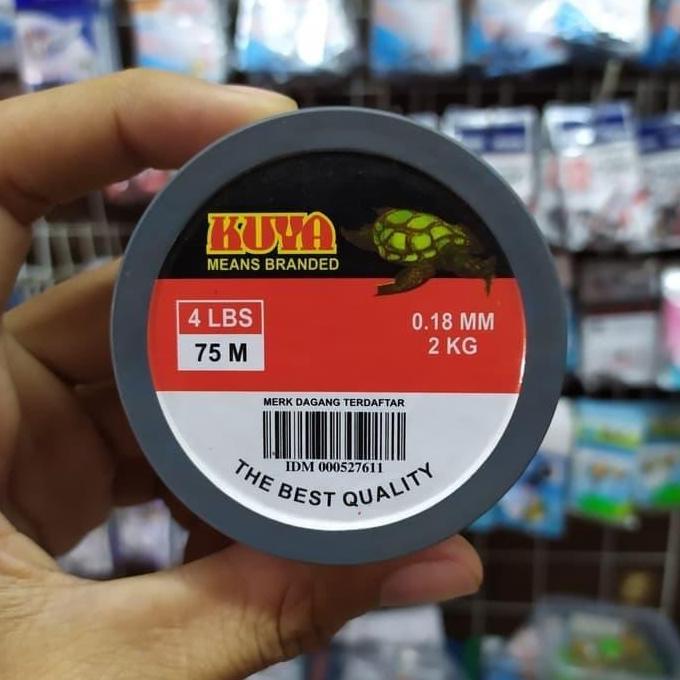 KUYA
MEANS BRANDED
4 LBS
75 M
0.18 MM
2 KG
MERK DAGANG TERDAFTAR
IDM 000527611
THE BEST QUALITY